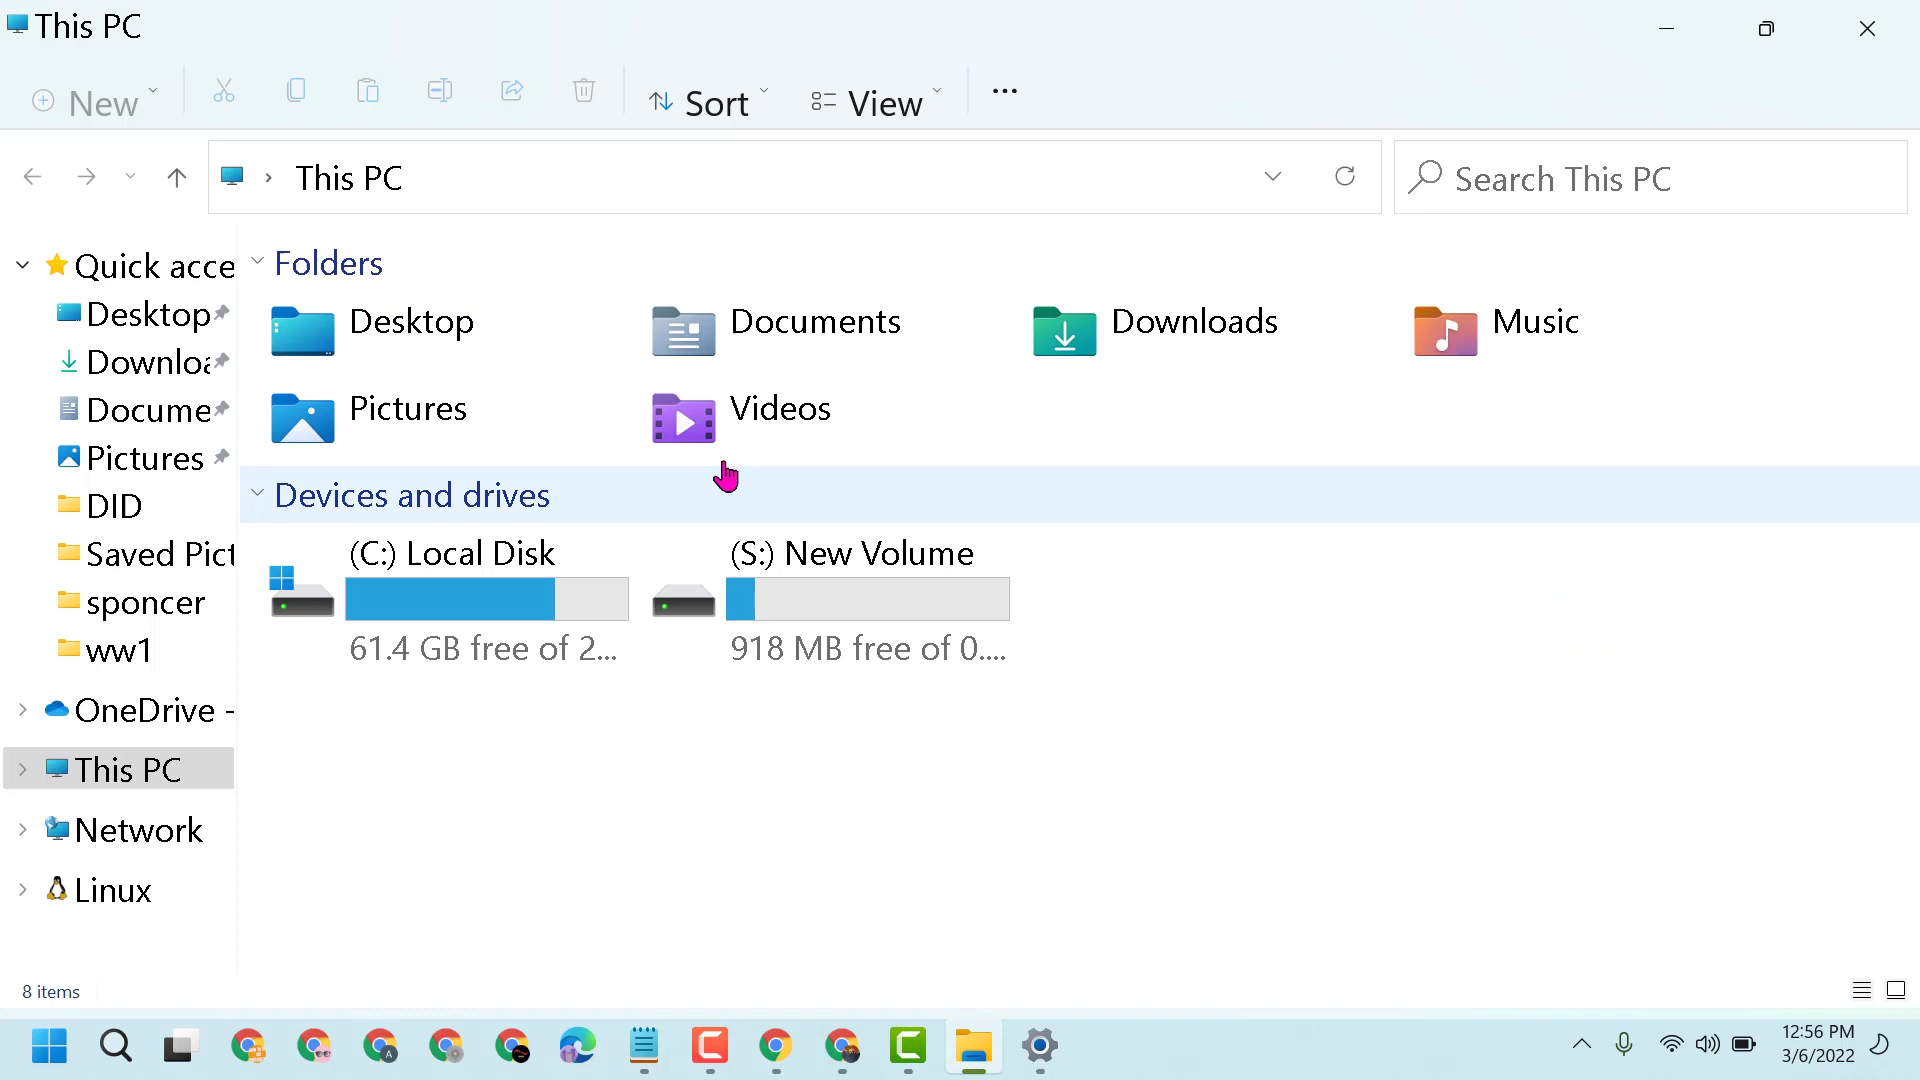 This PC
New
Sort
View
This PC
Search This PC
Quick acce
Desktop
Downloa
Docume
Pictures
DID
Saved Pict
sponcer
ww1
OneDrive -
This PC
Network
Linux
Folders
Desktop
Documents
Downloads
Music
Pictures
Videos
Devices and drives
(C:) Local Disk
61.4 GB free of 2...
(S:) New Volume
918 MB free of 0....
8 items
12:56 PM
3/6/2022